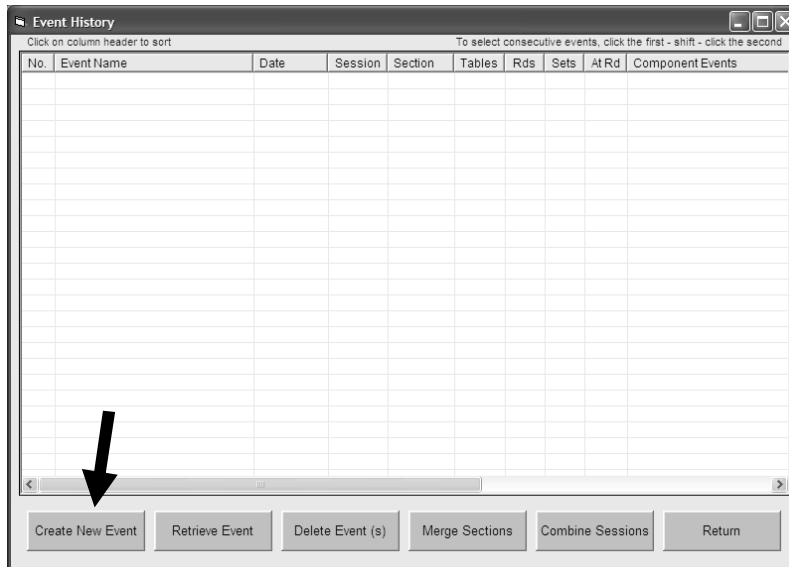 Event History
Click on column header to sort To select consecutive events, click the first - shift - click the second
No. Event Name Date Session Section Tables Rds Sets At Rd Component Events
Create New Event Retrieve Event Delete Event (s) Merge Sections Combine Sessions Return